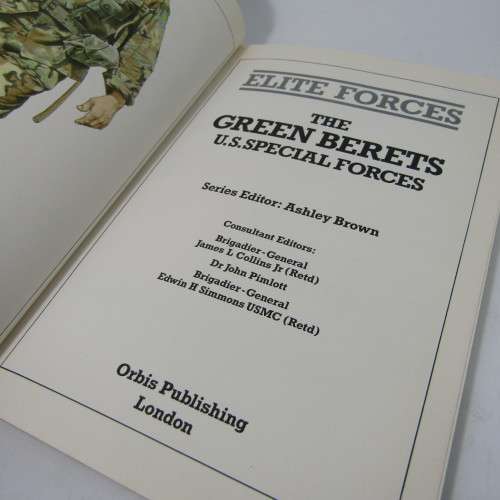 ELITE FORCES
THE
GREEN BERETS
U.S. SPECIAL FORCES
Series Editor: Ashley Brown
Consultant Editors:
Brigadier-General
James L Collins Jr (Retd)
Dr John Pimlott
Brigadier-General
Edwin H Simmons USMC (Retd)
Orbis Publishing
London